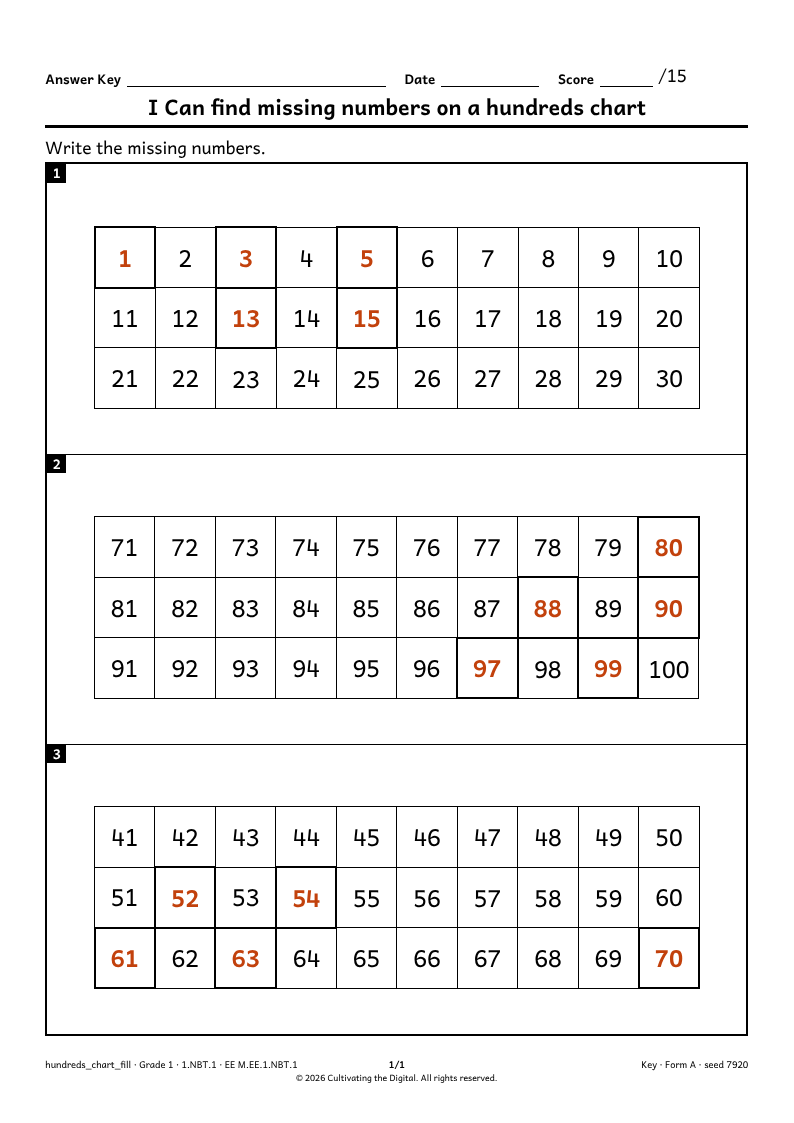 Answer Key Date Score /15
I Can find missing numbers on a hundreds chart
Write the missing numbers.
1
1 2 3 4 5 6 7 8 9 10
11 12 13 14 15 16 17 18 19 20
21 22 23 24 25 26 27 28 29 30
2
71 72 73 74 75 76 77 78 79 80
81 82 83 84 85 86 87 88 89 90
91 92 93 94 95 96 97 98 99 100
3
41 42 43 44 45 46 47 48 49 50
51 52 53 54 55 56 57 58 59 60
61 62 63 64 65 66 67 68 69 70
hundreds_chart_fill · Grade 1 · 1.NBT.1 · EE M.EE.1.NBT.1 1/1 Key · Form A · seed 7920
© 2026 Cultivating the Digital. All rights reserved.